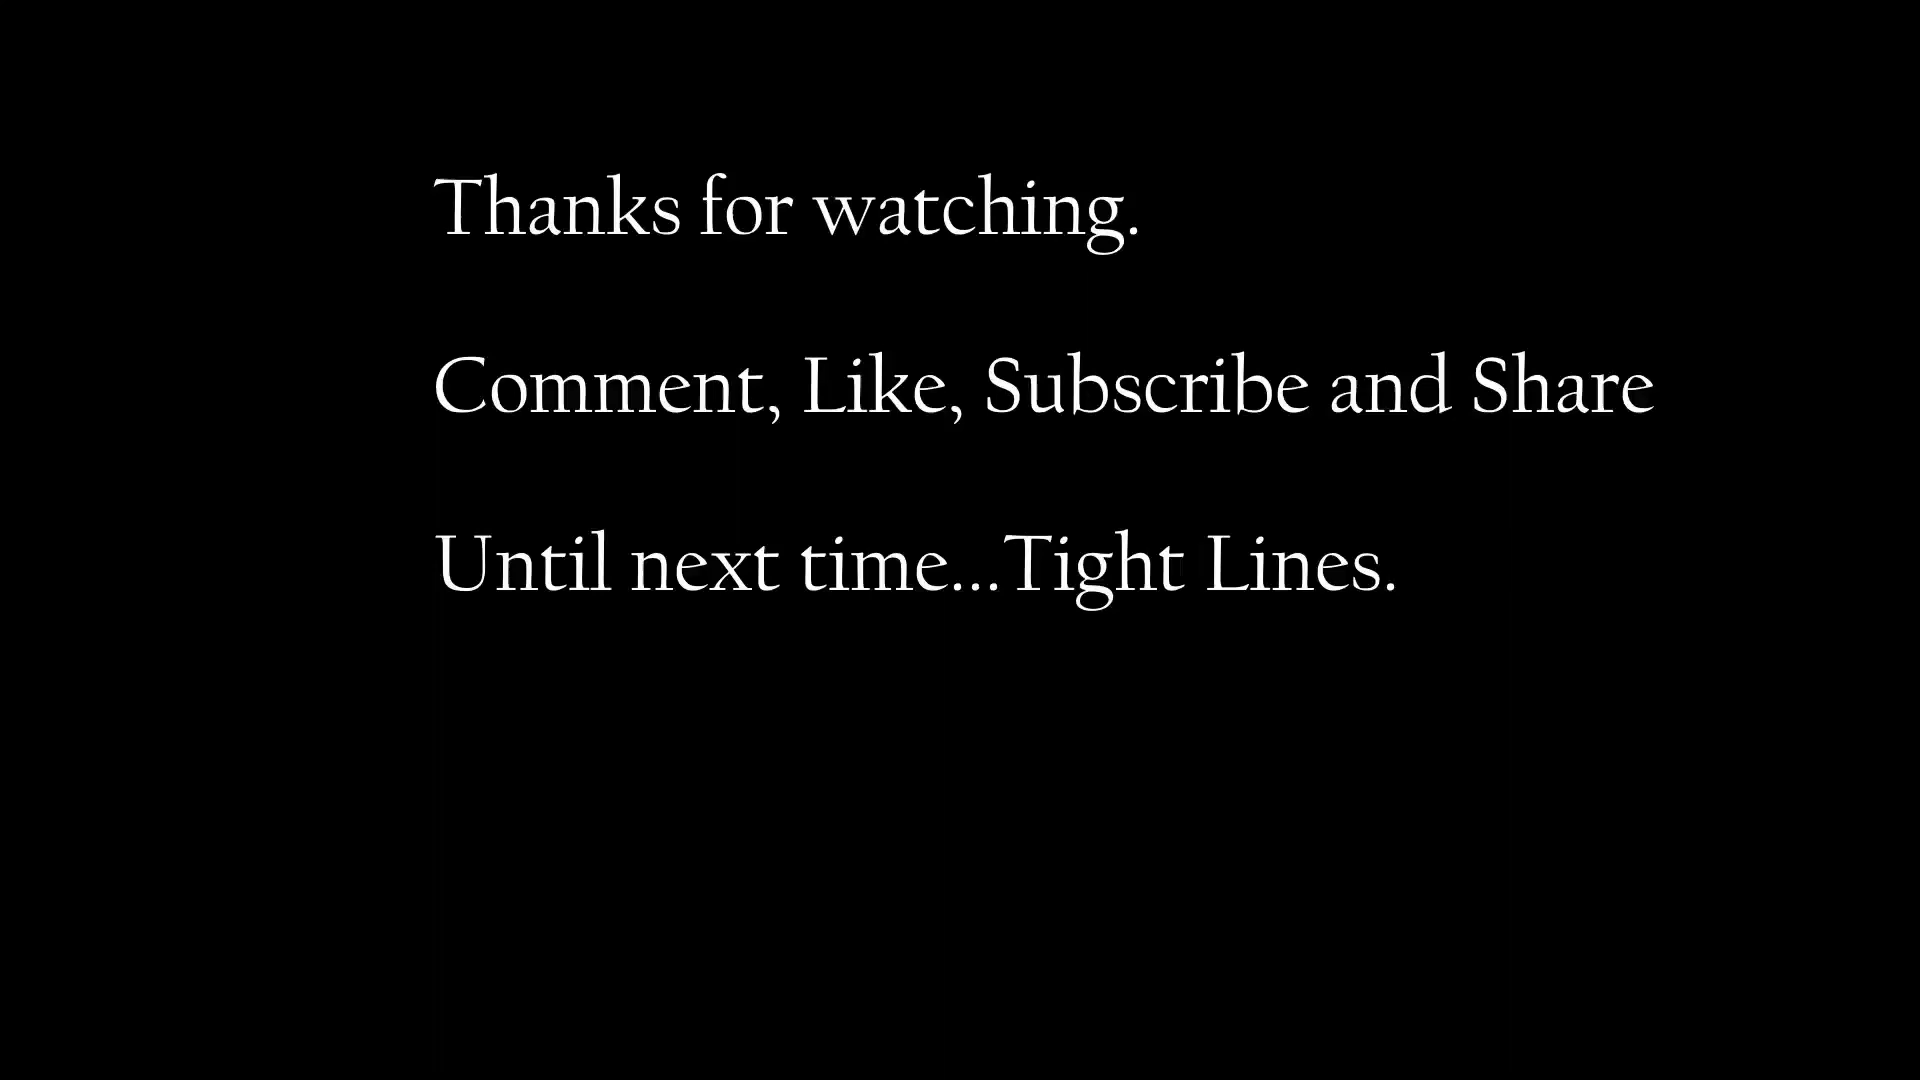 Thanks for watching.
Comment, Like, Subscribe and Share
Until next time...Tight Lines.